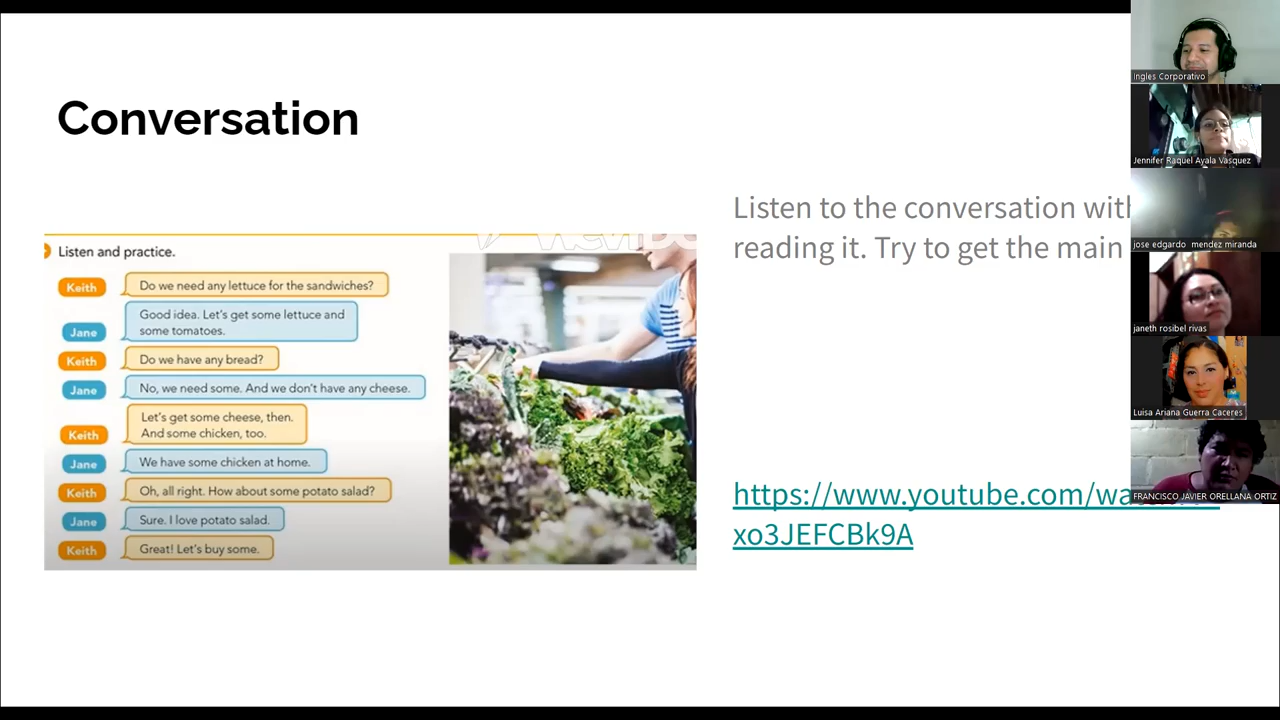 Conversation
Listen to the conversation
reading it. Try to get the main
Listen and practice.
Keith
Do we need any lettuce for the sandwiches?
Jane
Good idea. Let's get some lettuce and
some tomatoes.
Keith
Do we have any bread?
Jane
No, we need some. And we don't have any cheese.
Keith
Let's get some cheese, then.
And some chicken, too.
Jane
We have some chicken at home.
Keith
Oh, all right. How about some potato salad?
Jane
Sure. I love potato salad.
Keith
Great! Let's buy some.
https://www.youtube.com/
xo3JEFCBk9A
Ingles Corporativo
Jennifer Raquel Ayala Vasquez
jose edgardo mendez miranda
janeth rosibel rivas
Luisa Ariana Guerra Caceres
FRANCISCO JAVIER ORELLANA ORTIZ